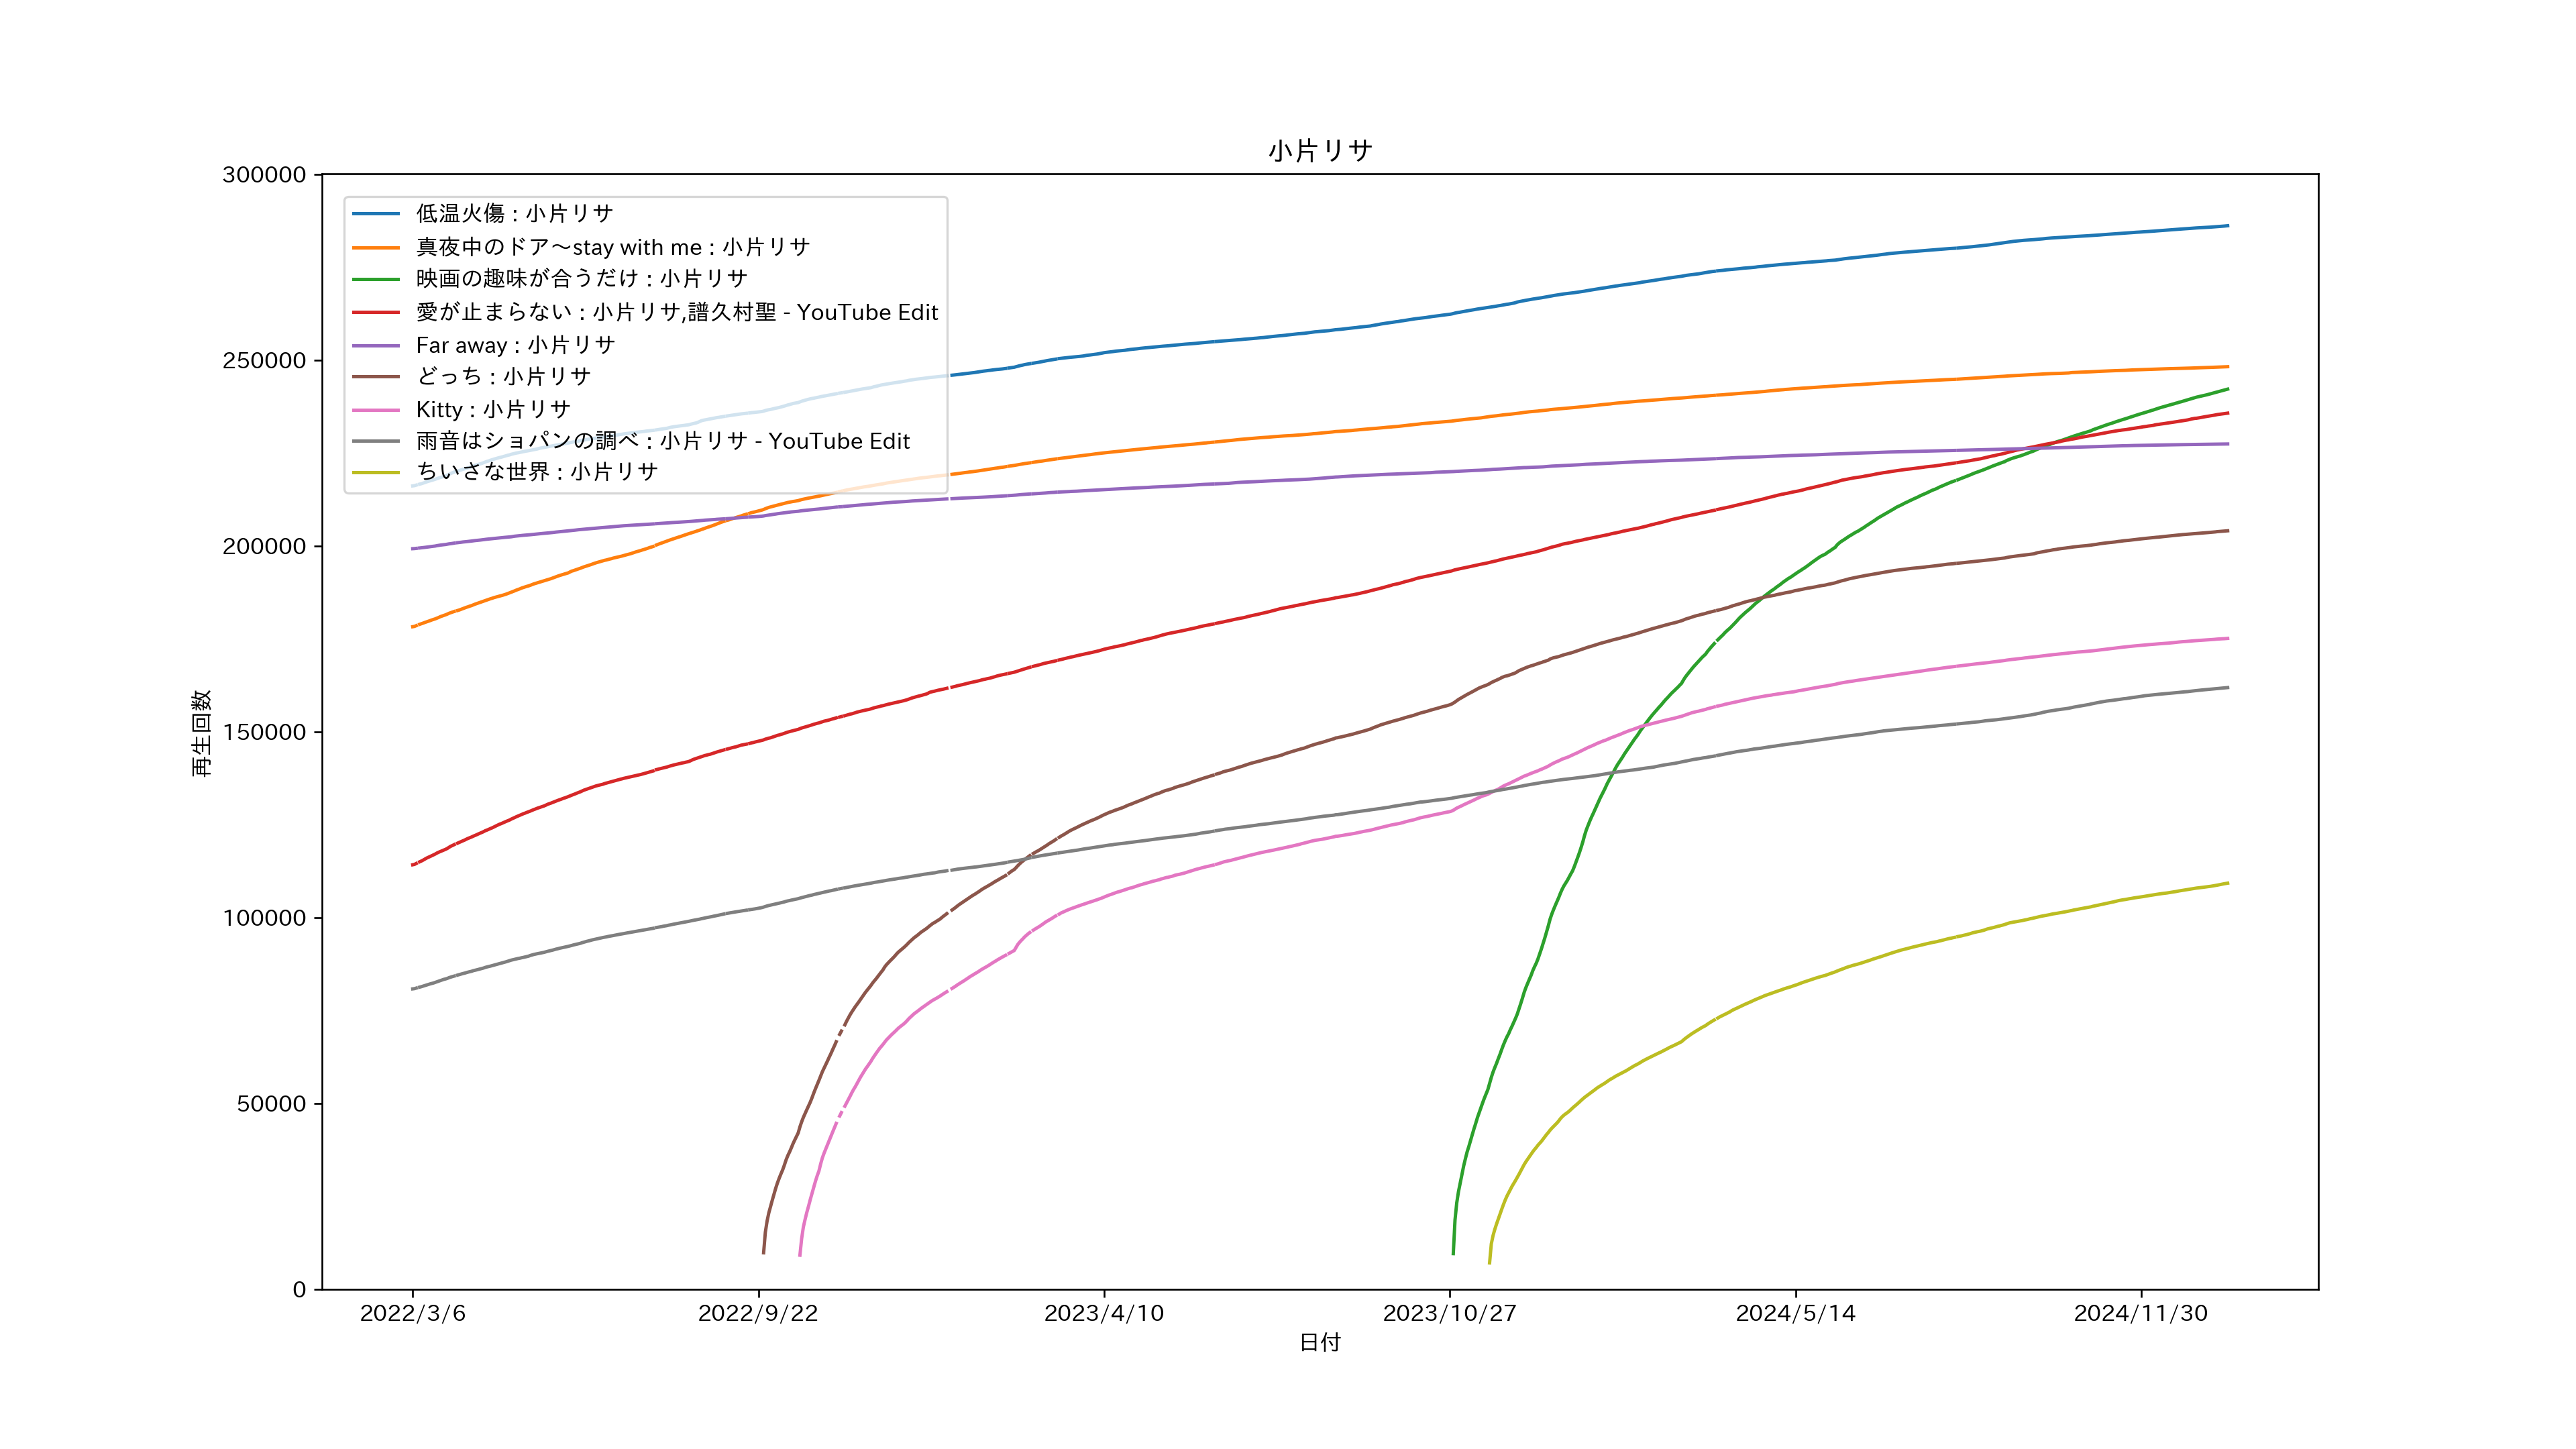 小片リサ
300000
250000
200000
150000
100000
50000
0
再生回数
低温火傷 : 小片リサ
真夜中のドア〜stay with me : 小片リサ
映画の趣味が合うだけ : 小片リサ
愛が止まらない : 小片リサ,譜久村聖 - YouTube Edit
Far away : 小片リサ
どっち : 小片リサ
Kitty : 小片リサ
雨音はショパンの調べ : 小片リサ - YouTube Edit
ちいさな世界 : 小片リサ
2022/3/6
2022/9/22
2023/4/10
2023/10/27
2024/5/14
2024/11/30
日付